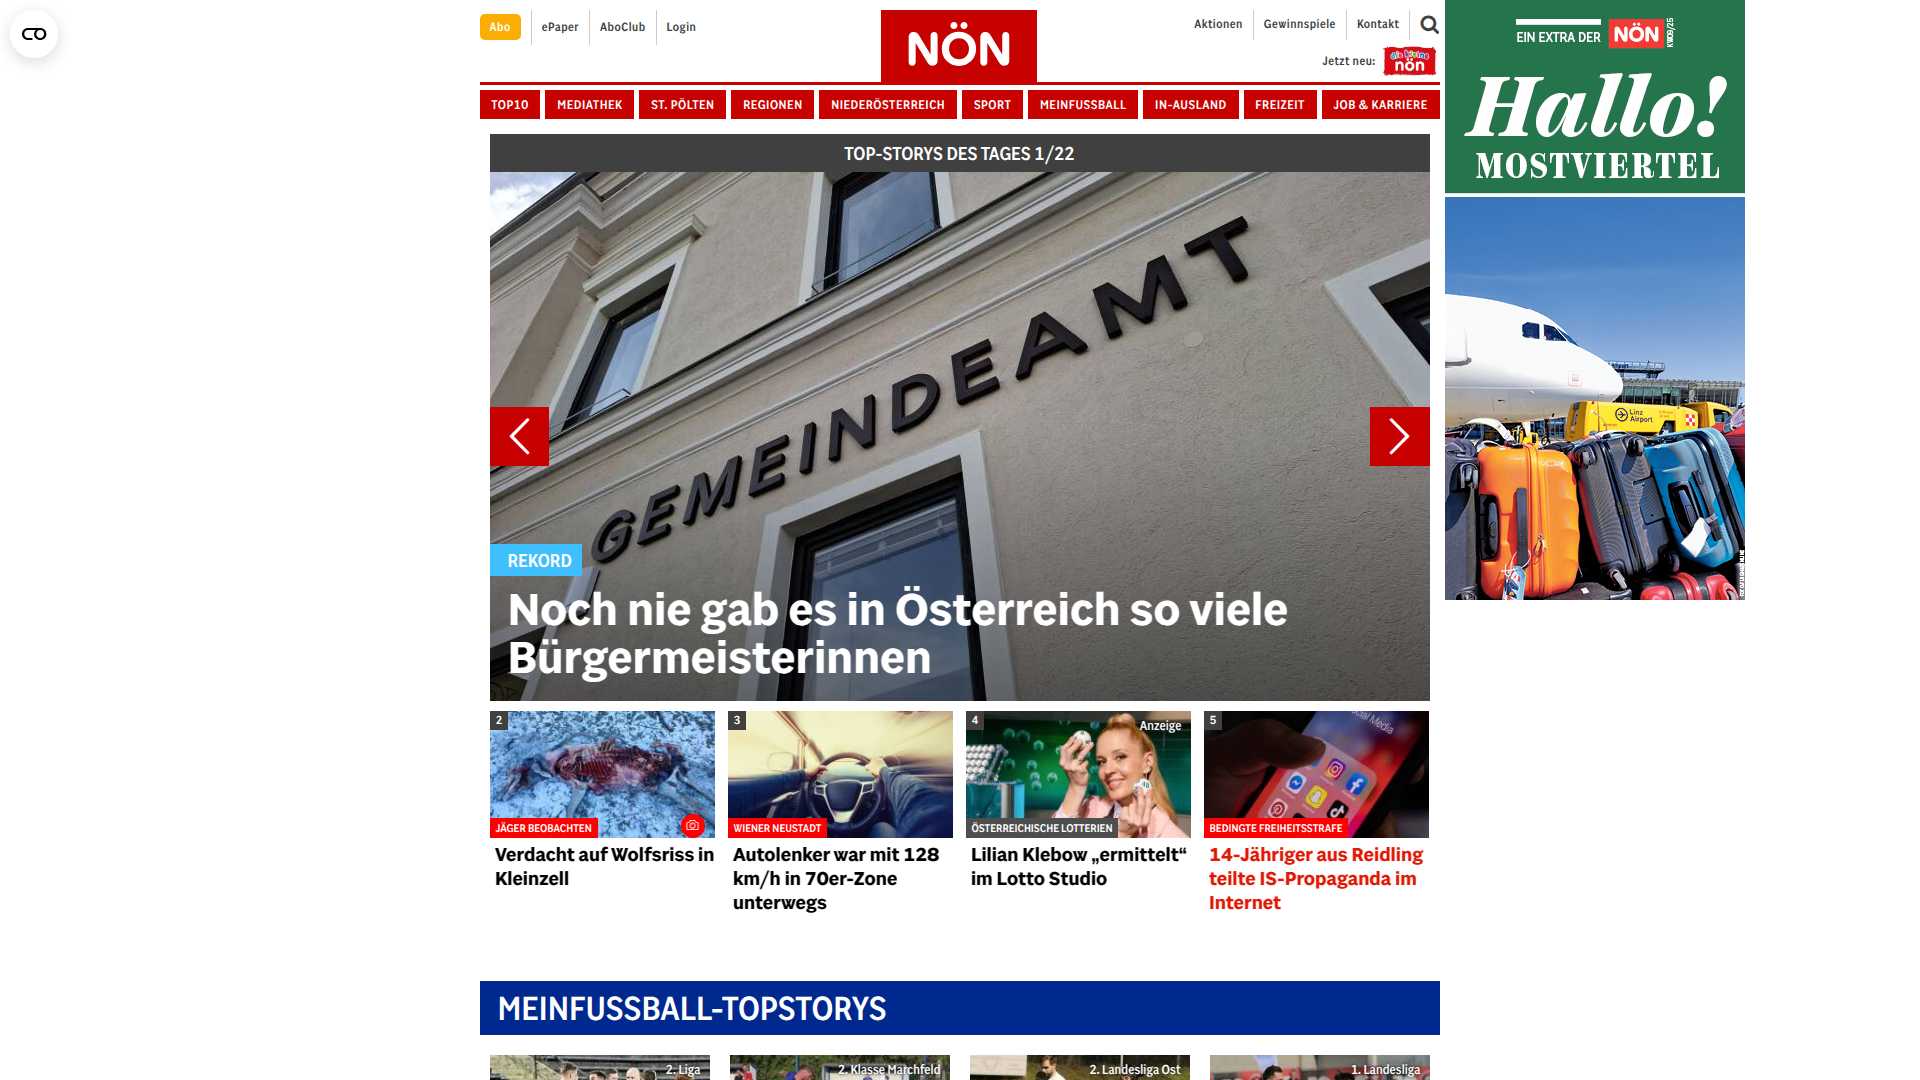 Abo
ePaper
AboClub
Login
NÖN
Aktionen
Gewinnspiele
Kontakt
Jetzt neu:
die kleine
nön
TOP10
MEDIATHEK
ST. PÖLTEN
REGIONEN
NIEDERÖSTERREICH
SPORT
MEINFUSSBALL
IN-AUSLAND
FREIZEIT
JOB & KARRIERE
EIN EXTRA DER NÖN
KW09/25
Hallo!
MOSTVIERTEL
Linz
Airport
TOP-STORYS DES TAGES 1/22
GEMEINDEAMT
REKORD
Noch nie gab es in Österreich so viele
Bürgermeisterinnen
2
JÄGER BEOBACHTEN
Verdacht auf Wolfsriss in
Kleinzell
3
WIENER NEUSTADT
Autolenker war mit 128
km/h in 70er-Zone
unterwegs
4
Anzeige
ÖSTERREICHISCHE LOTTERIEN
Lilian Klebow „ermittelt“
im Lotto Studio
5
Social Media
BEDINGTE FREIHEITSSTRAFE
14-Jähriger aus Reidling
teilte IS-Propaganda im
Internet
MEINFUSSBALL-TOPSTORYS
2. Liga
2. Klasse Marchfeld
2. Landesliga Ost
1. Landesliga